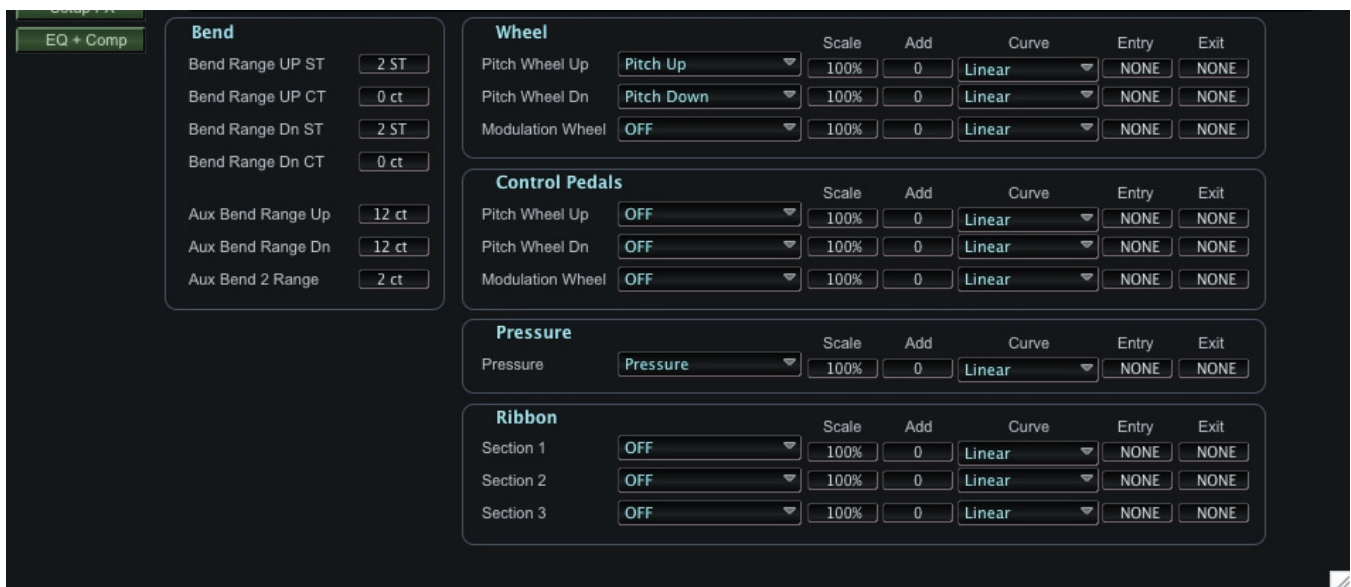 Setup FX
EQ + Comp
Bend
Bend Range UP ST 2 ST
Bend Range UP CT 0 ct
Bend Range Dn ST 2 ST
Bend Range Dn CT 0 ct
Aux Bend Range Up 12 ct
Aux Bend Range Dn 12 ct
Aux Bend 2 Range 2 ct
Wheel Scale Add Curve Entry Exit
Pitch Wheel Up Pitch Up 100% 0 Linear NONE NONE
Pitch Wheel Dn Pitch Down 100% 0 Linear NONE NONE
Modulation Wheel OFF 100% 0 Linear NONE NONE
Control Pedals Scale Add Curve Entry Exit
Pitch Wheel Up OFF 100% 0 Linear NONE NONE
Pitch Wheel Dn OFF 100% 0 Linear NONE NONE
Modulation Wheel OFF 100% 0 Linear NONE NONE
Pressure Scale Add Curve Entry Exit
Pressure Pressure 100% 0 Linear NONE NONE
Ribbon Scale Add Curve Entry Exit
Section 1 OFF 100% 0 Linear NONE NONE
Section 2 OFF 100% 0 Linear NONE NONE
Section 3 OFF 100% 0 Linear NONE NONE